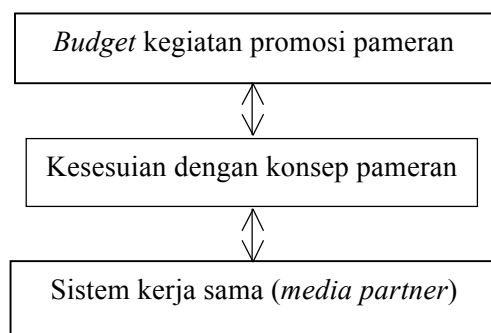 Budget kegiatan promosi pameran
Kesesuian dengan konsep pameran
Sistem kerja sama (media partner)